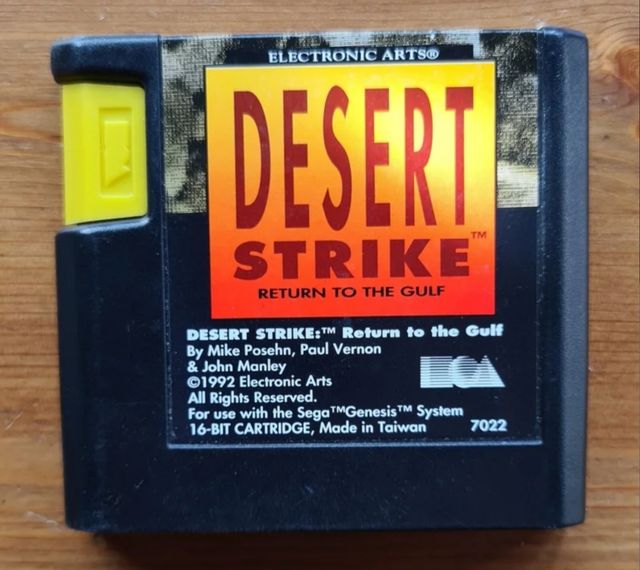 ELECTRONIC ARTS®
DESERT
STRIKE™
RETURN TO THE GULF
DESERT STRIKE:™ Return to the Gulf
By Mike Posehn, Paul Vernon
& John Manley
©1992 Electronic Arts
All Rights Reserved.
For use with the Sega™Genesis™ System
16-BIT CARTRIDGE, Made in Taiwan
EA
7022